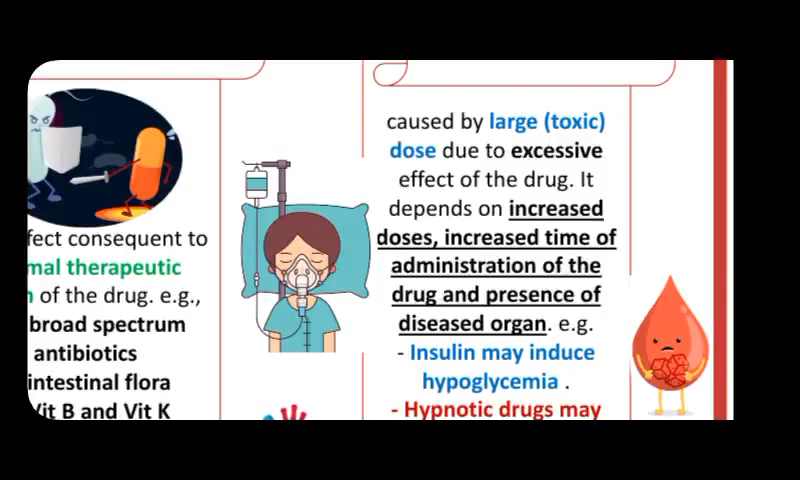 fect consequent to
mal therapeutic
of the drug. e.g.,
broad spectrum
antibiotics
intestinal flora
Vit B and Vit K
caused by large (toxic)
dose due to excessive
effect of the drug. It
depends on increased
doses, increased time of
administration of the
drug and presence of
diseased organ. e.g.
- Insulin may induce
hypoglycemia .
- Hypnotic drugs may